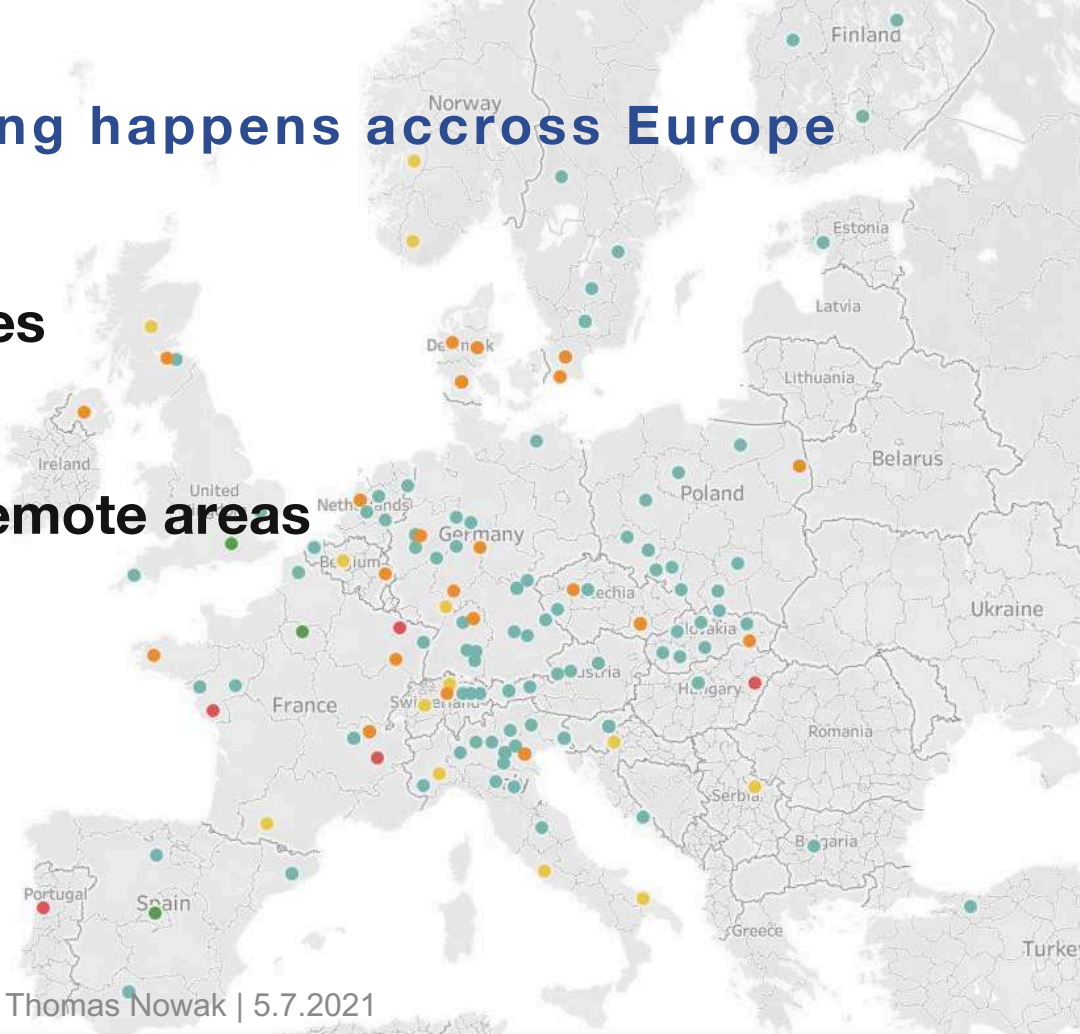 Finland
Norway
ng happens accross Europe
Estonia
Latvia
es
Denmark
Lithuania
Belarus
Ireland
United
Poland
Netherlands
emote areas
Germany
Belgium
Czechia
Ukraine
Slovakia
Austria
Hungary
France
Switzerland
Romania
Italy
Serbia
Bulgaria
Portugal
Spain
Greece
Turke
Thomas Nowak | 5.7.2021